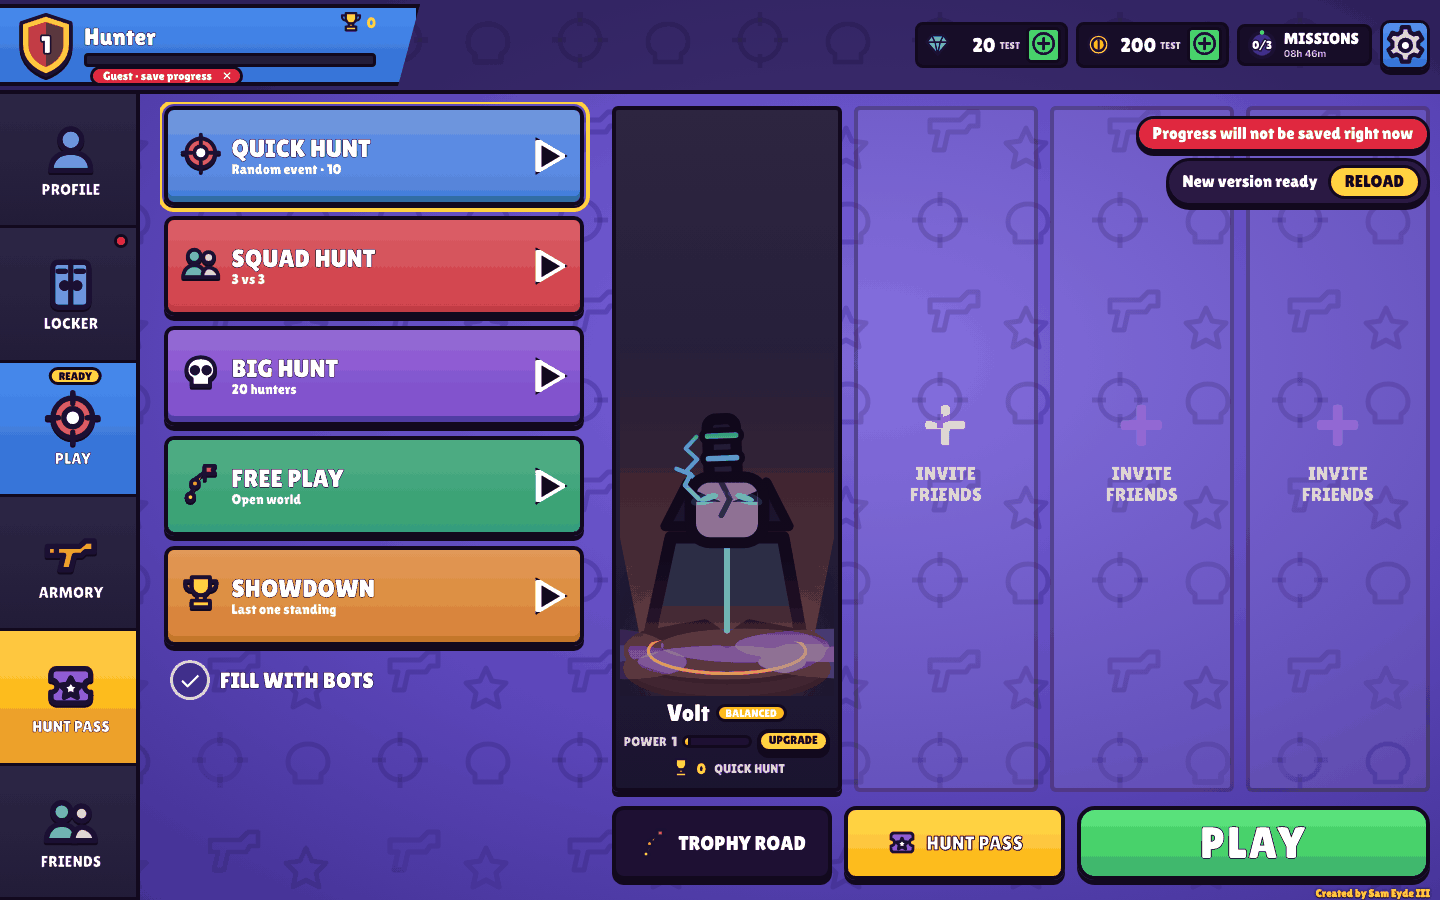 1
Hunter
0
Guest · save progress ×
20 TEST
200 TEST
0/3
MISSIONS
08h 46m
PROFILE
LOCKER
READY
PLAY
ARMORY
HUNT PASS
FRIENDS
QUICK HUNT
Random event · 10
SQUAD HUNT
3 vs 3
BIG HUNT
20 hunters
FREE PLAY
Open world
SHOWDOWN
Last one standing
FILL WITH BOTS
Volt BALANCED
POWER 1 UPGRADE
0 QUICK HUNT
Progress will not be saved right now
New version ready RELOAD
INVITE
FRIENDS
INVITE
FRIENDS
INVITE
FRIENDS
TROPHY ROAD
HUNT PASS
PLAY
Created by Sam Eyde III